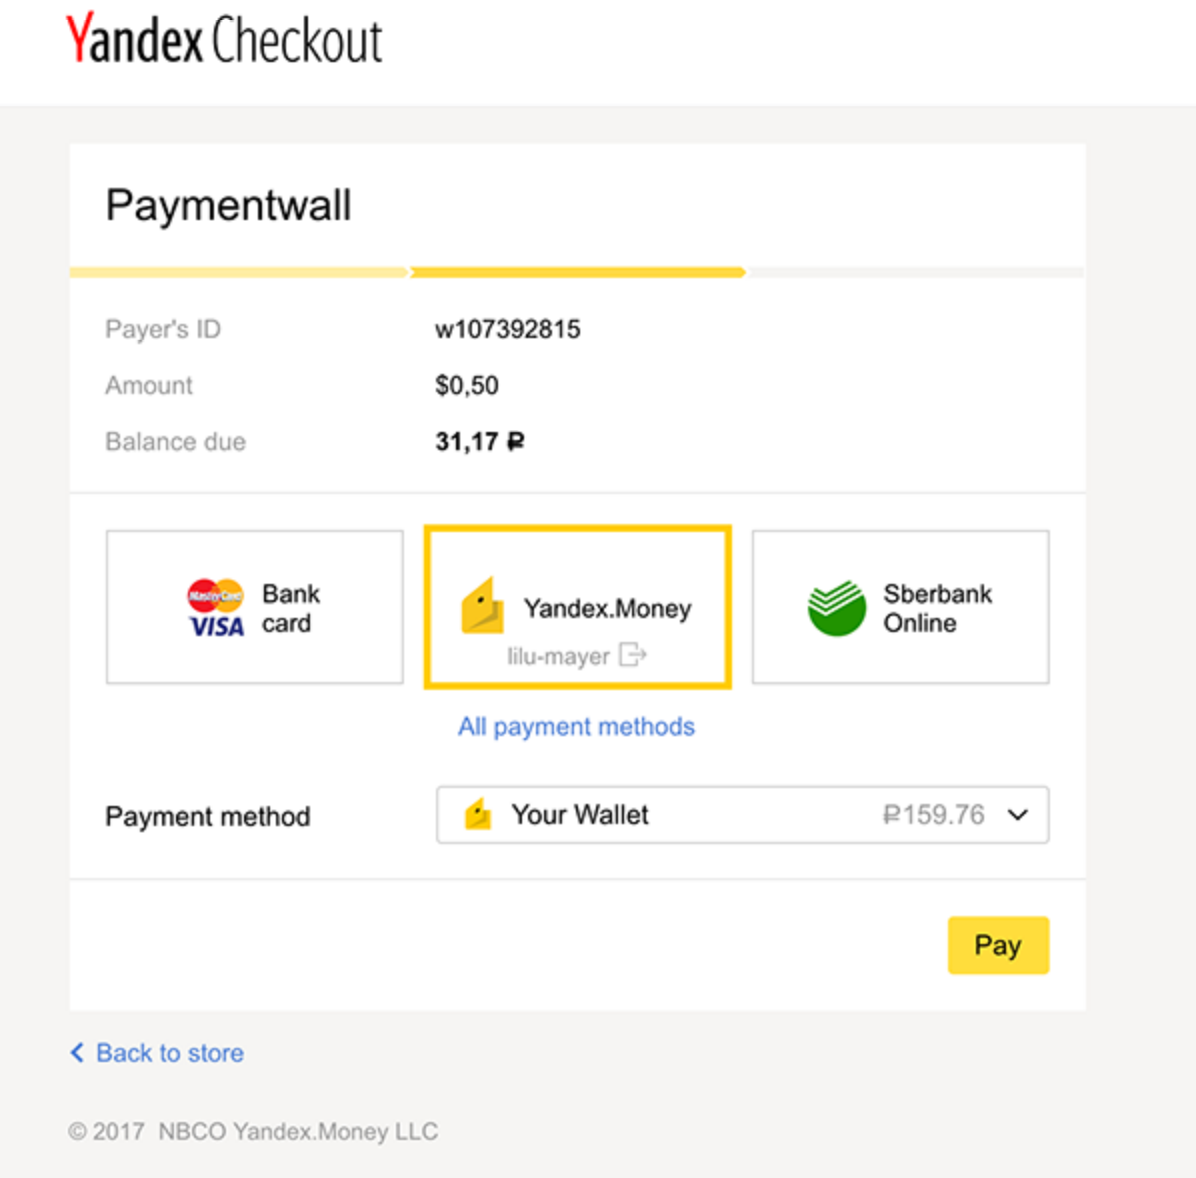 Yandex Checkout
Paymentwall
Payer's ID w107392815
Amount $0,50
Balance due 31,17 ₽
MasterCard
VISA
Bank
card
Yandex.Money
lilu-mayer
Sberbank
Online
All payment methods
Payment method Your Wallet ₽159.76
Pay
Back to store
© 2017 NBCO Yandex.Money LLC